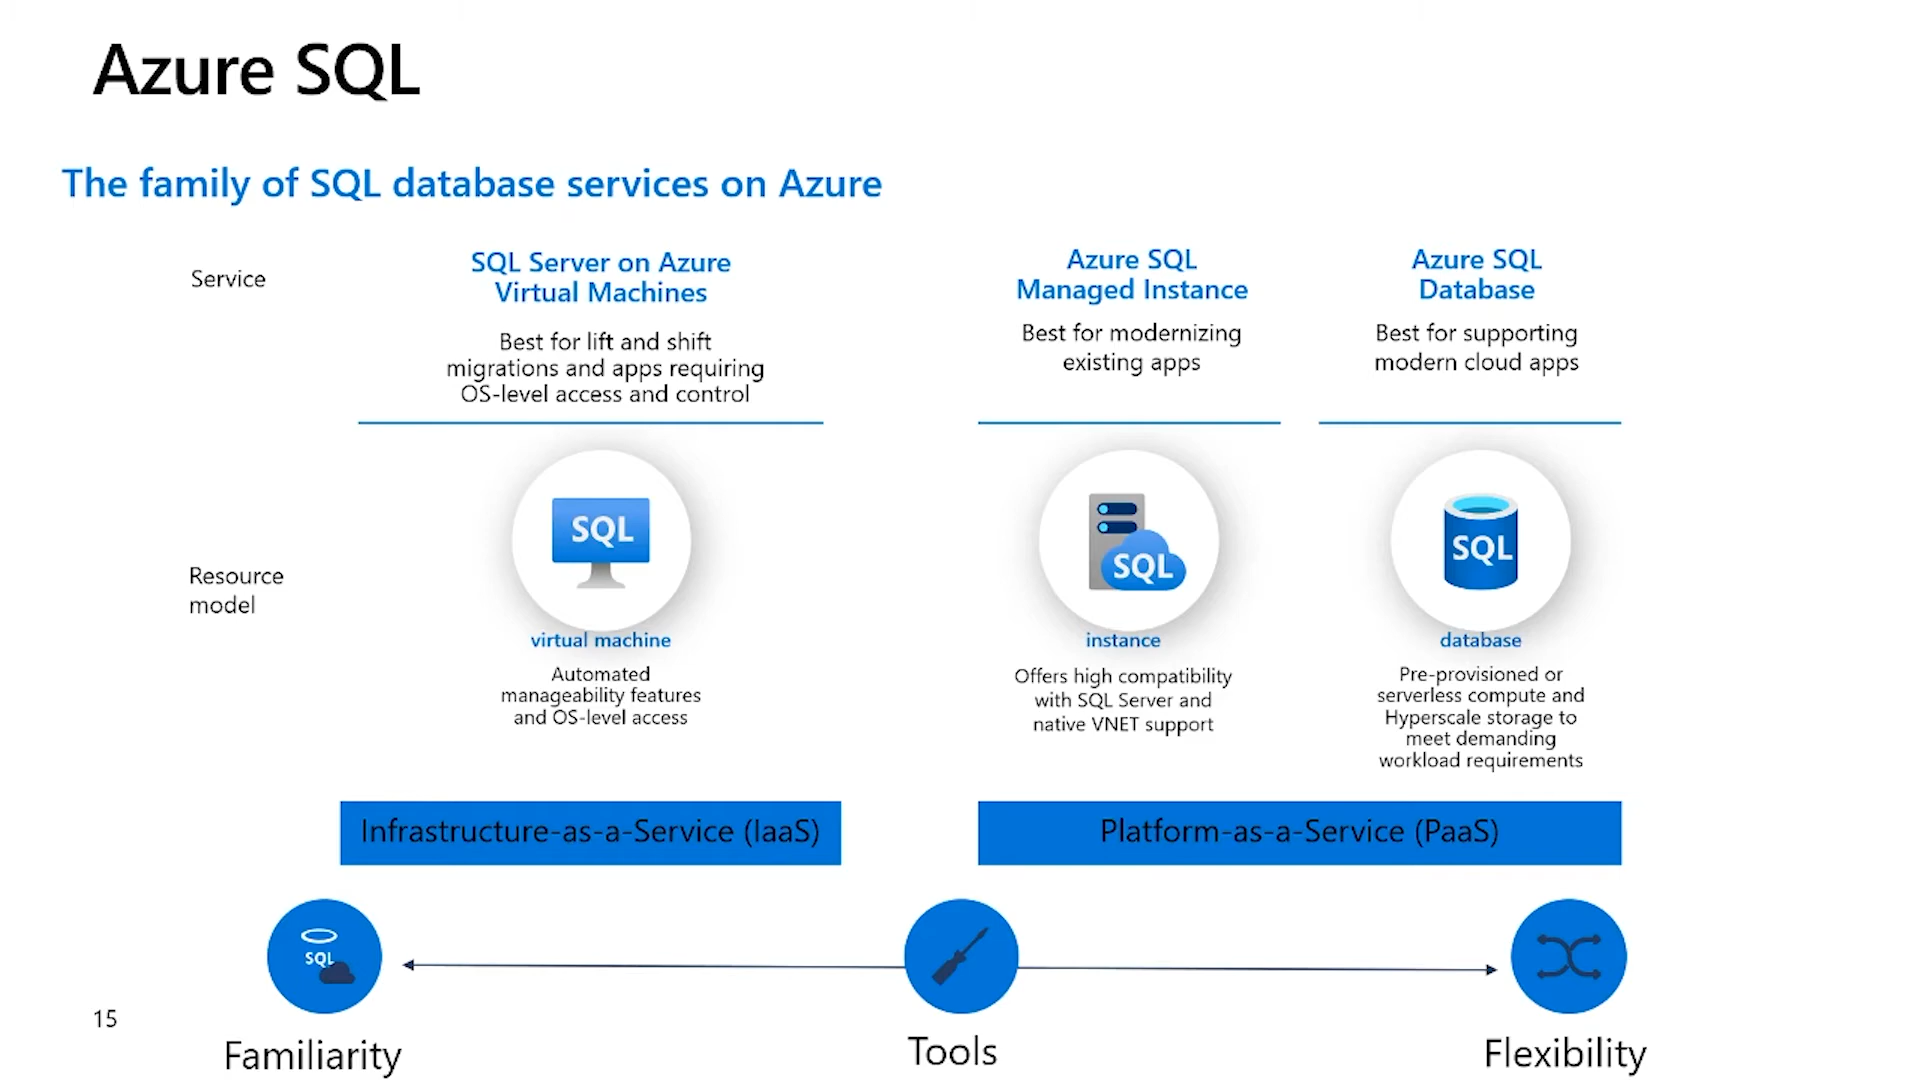 Azure SQL
The family of SQL database services on Azure
Service
SQL Server on Azure
Virtual Machines
Best for lift and shift
migrations and apps requiring
OS-level access and control
Azure SQL
Managed Instance
Best for modernizing
existing apps
Azure SQL
Database
Best for supporting
modern cloud apps
Resource
model
SQL
virtual machine
Automated
manageability features
and OS-level access
SQL
instance
Offers high compatibility
with SQL Server and
native VNET support
SQL
database
Pre-provisioned or
serverless compute and
Hyperscale storage to
meet demanding
workload requirements
Infrastructure-as-a-Service (IaaS)
Platform-as-a-Service (PaaS)
SQL
Familiarity
Tools
Flexibility
15